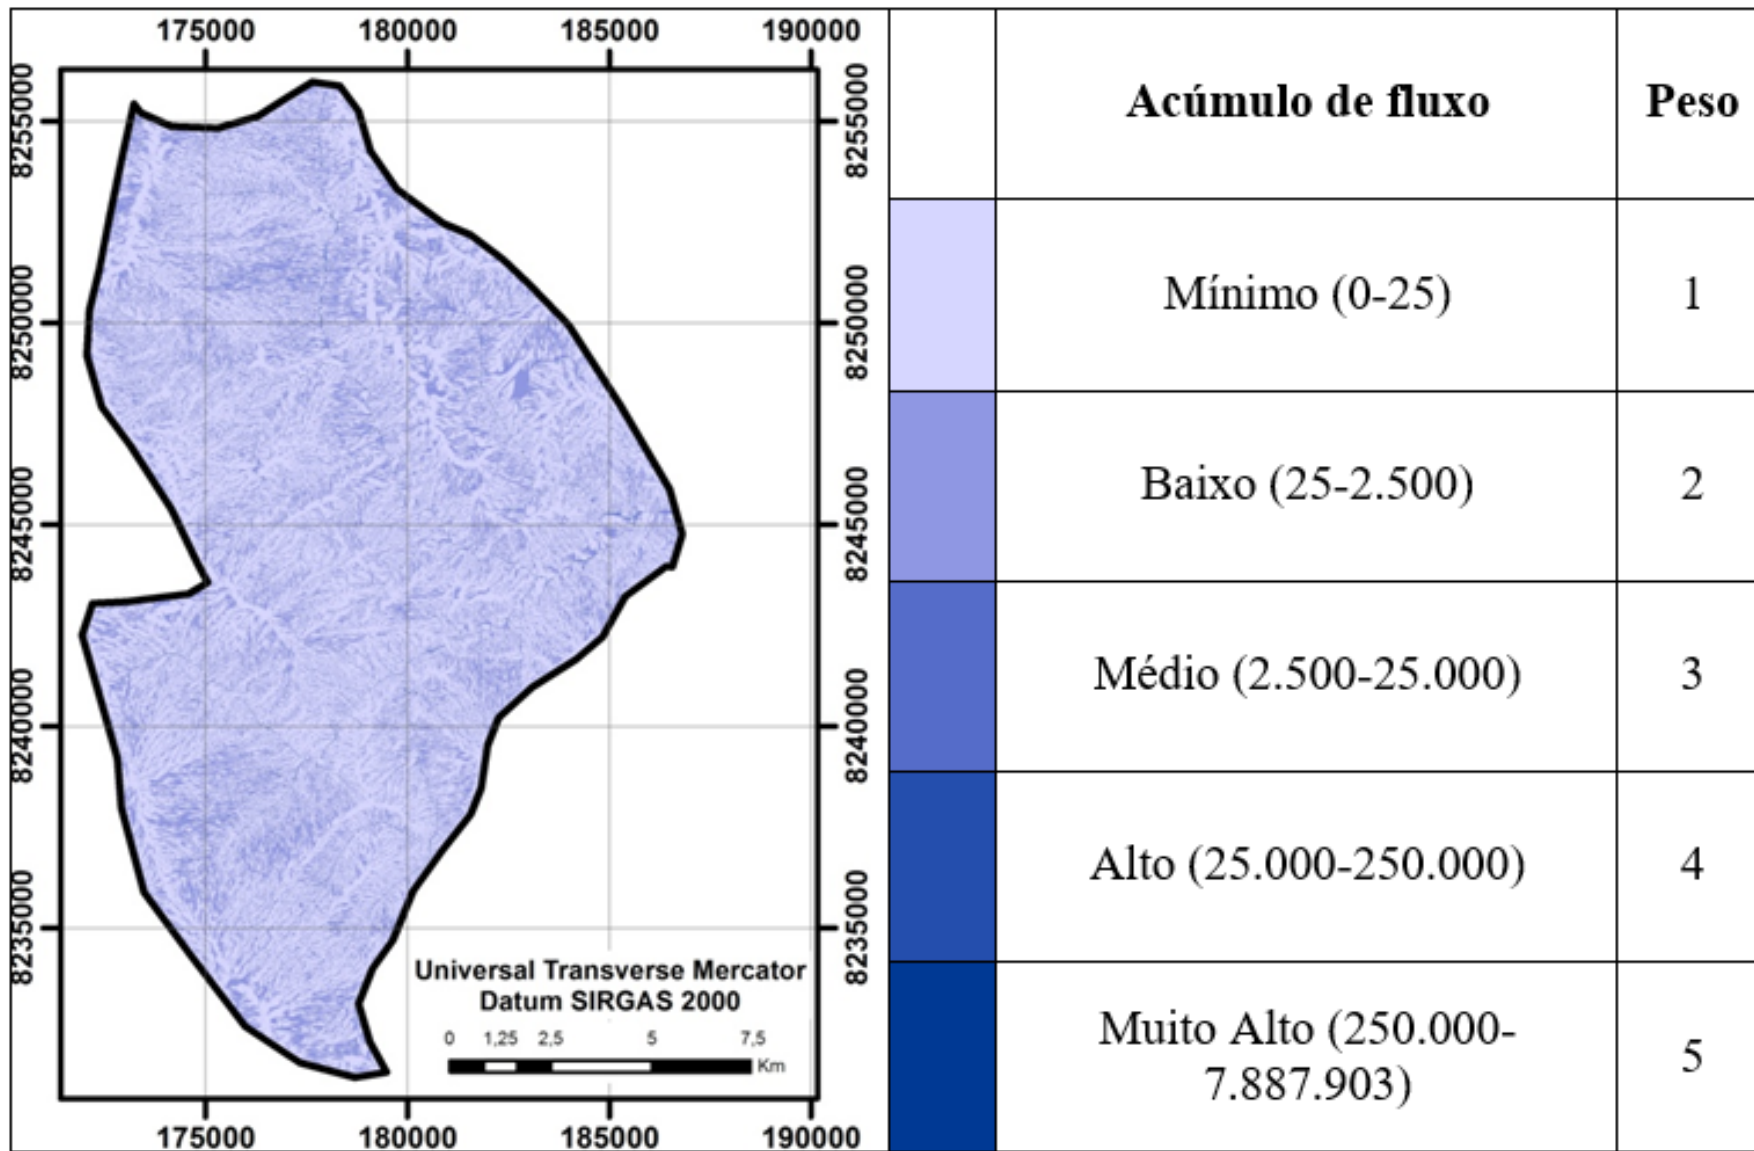 175000 180000 185000 190000
8255000 8255000
8250000 8250000
8245000 8245000
8240000 8240000
8235000 8235000
Universal Transverse Mercator
Datum SIRGAS 2000
0 1,25 2,5 5 7,5
Km
175000 180000 185000 190000
Acúmulo de fluxo Peso
Mínimo (0-25) 1
Baixo (25-2.500) 2
Médio (2.500-25.000) 3
Alto (25.000-250.000) 4
Muito Alto (250.000-
7.887.903) 5